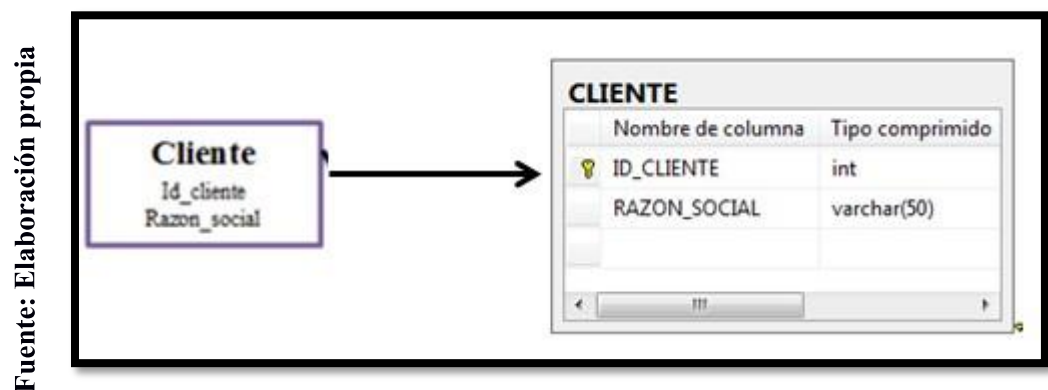 Fuente: Elaboración propia
Cliente
Id_cliente
Razon_social
CLIENTE
Nombre de columna Tipo comprimido
ID_CLIENTE int
RAZON_SOCIAL varchar(50)